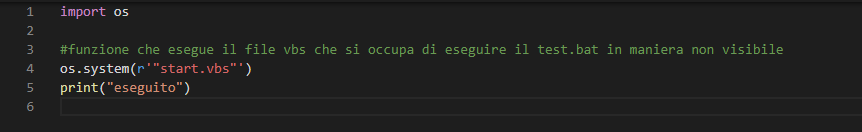 1 import os
2
3 #funzione che esegue il file vbs che si occupa di eseguire il test.bat in maniera non visibile
4 os.system(r'"start.vbs"')
5 print("eseguito")
6